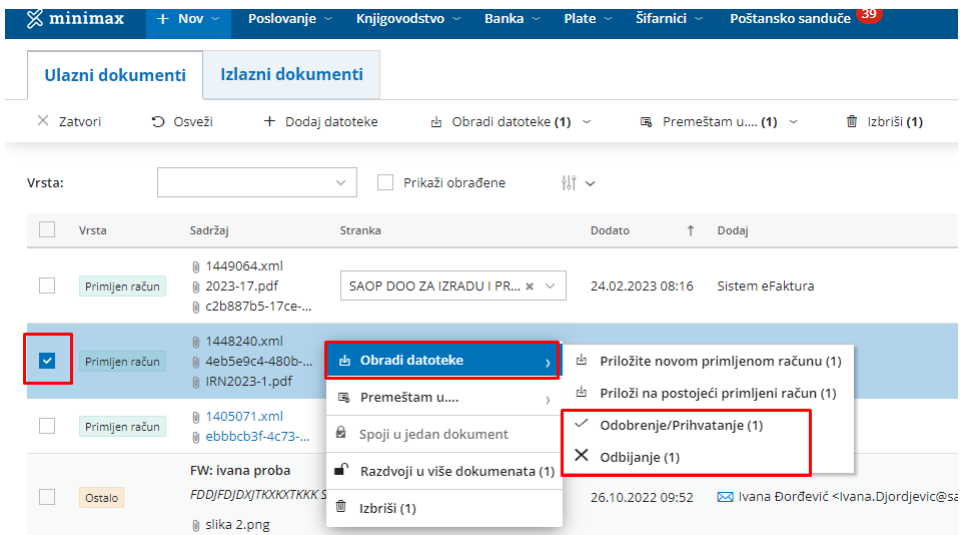 minimax + Nov Poslovanje Knjigovodstvo Banka Plate Šifarnici Poštansko sanduče 39
Ulazni dokumenti Izlazni dokumenti
Zatvori Osveži + Dodaj datoteke Obradi datoteke (1) Premeštam u.... (1) Izbriši (1)
Vrsta: Prikaži obrađene
Vrsta Sadržaj Stranka Dodato ↑ Dodaj
1449064.xml
Primljen račun 2023-17.pdf SAOP DOO ZA IZRADU I PR... 24.02.2023 08:16 Sistem eFaktura
c2b887b5-17ce-...
1448240.xml
Primljen račun 4eb5e9c4-480b-...
IRN2023-1.pdf
Obradi datoteke
Priložite novom primljenom računu (1)
Priloži na postojeći primljeni račun (1)
Odobrenje/Prihvatanje (1)
Odbijanje (1)
Premeštam u....
Spoji u jedan dokument
Razdvoji u više dokumenata (1)
Izbriši (1)
1405071.xml
Primljen račun ebbbcb3f-4c73-...
FW: ivana proba
Ostalo FDDJFDJDXJTKXKXTKKK S 26.10.2022 09:52 Ivana Đorđević <Ivana.Djordjevic@sa
slika 2.png